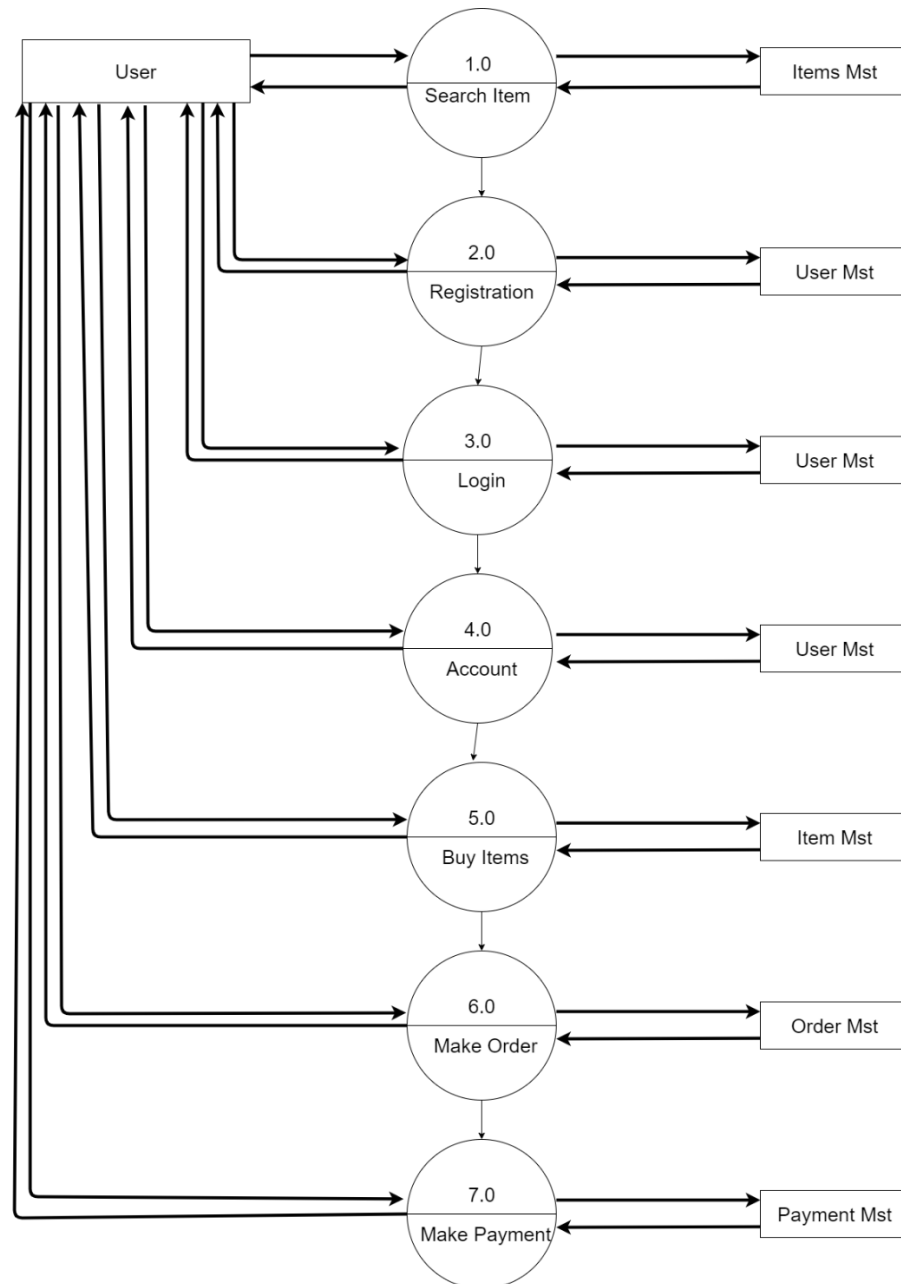 User
1.0
Search Item
Items Mst
2.0
Registration
User Mst
3.0
Login
User Mst
4.0
Account
User Mst
5.0
Buy Items
Item Mst
6.0
Make Order
Order Mst
7.0
Make Payment
Payment Mst